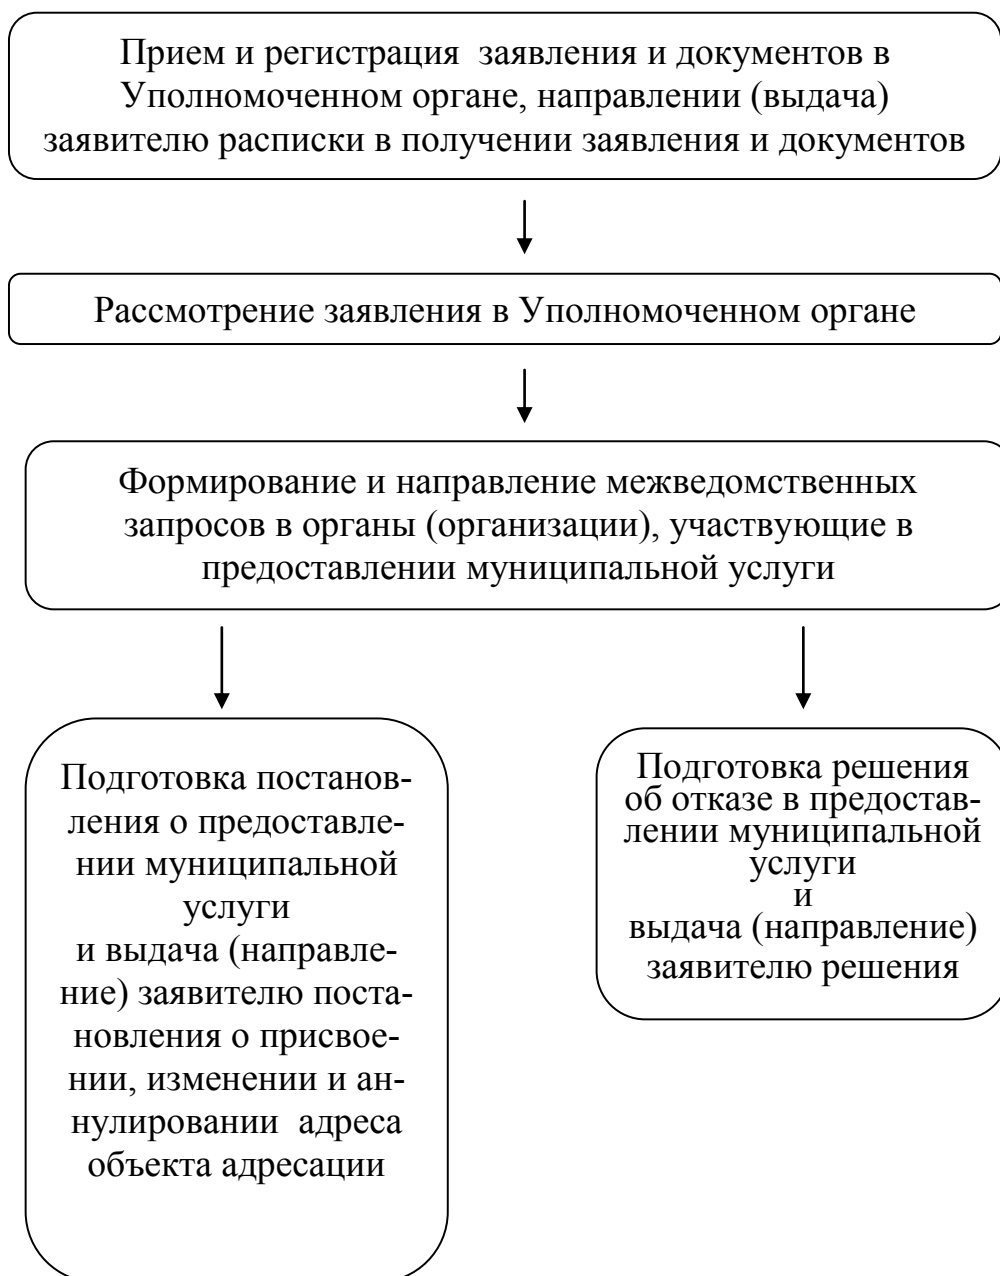 Прием и регистрация  заявления и документов в
Уполномоченном органе, направлении (выдача)
заявителю расписки в получении заявления и документов
Рассмотрение заявления в Уполномоченном органе
Формирование и направление межведомственных
запросов в органы (организации), участвующие в
предоставлении муниципальной услуги
Подготовка постанов-
ления о предоставле-
нии муниципальной
услуги
и выдача (направле-
ние) заявителю поста-
новления о присвое-
нии, изменении и ан-
нулировании  адреса
объекта адресации
Подготовка решения
об отказе в предостав-
лении муниципальной
услуги
и
выдача (направление)
заявителю решения